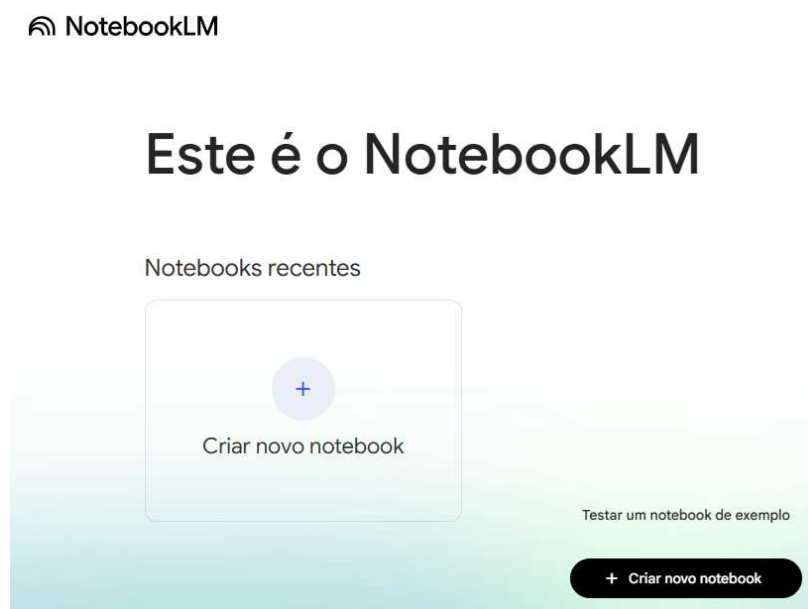 NotebookLM
Este é o NotebookLM
Notebooks recentes
+
Criar novo notebook
Testar um notebook de exemplo
+ Criar novo notebook